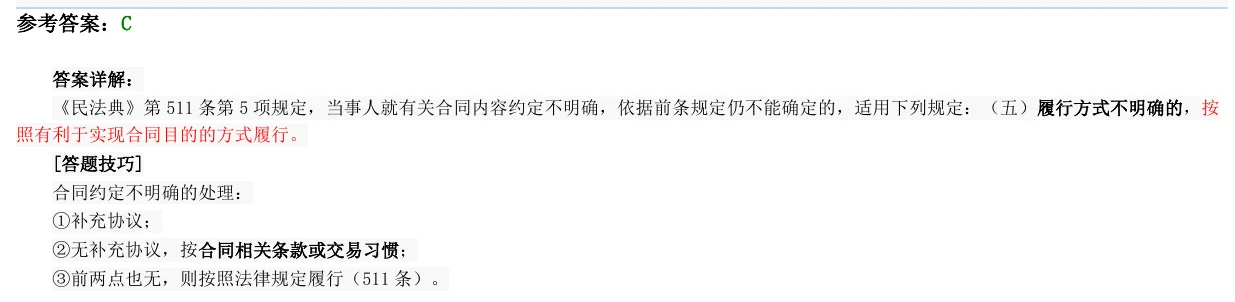 参考答案：C
答案详解：
《民法典》第 511 条第 5 项规定，当事人就有关合同内容约定不明确，依据前条规定仍不能确定的，适用下列规定：（五）履行方式不明确的，按
照有利于实现合同目的的方式履行。
[答题技巧]
合同约定不明确的处理：
①补充协议；
②无补充协议，按合同相关条款或交易习惯；
③前两点也无，则按照法律规定履行（511 条）。